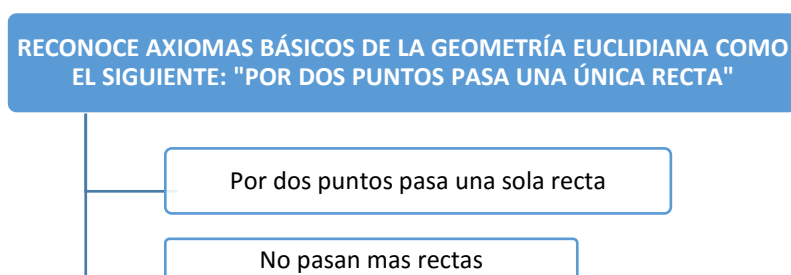 RECONOCE AXIOMAS BÁSICOS DE LA GEOMETRÍA EUCLIDIANA COMO
EL SIGUIENTE: "POR DOS PUNTOS PASA UNA ÚNICA RECTA"
Por dos puntos pasa una sola recta
No pasan mas rectas